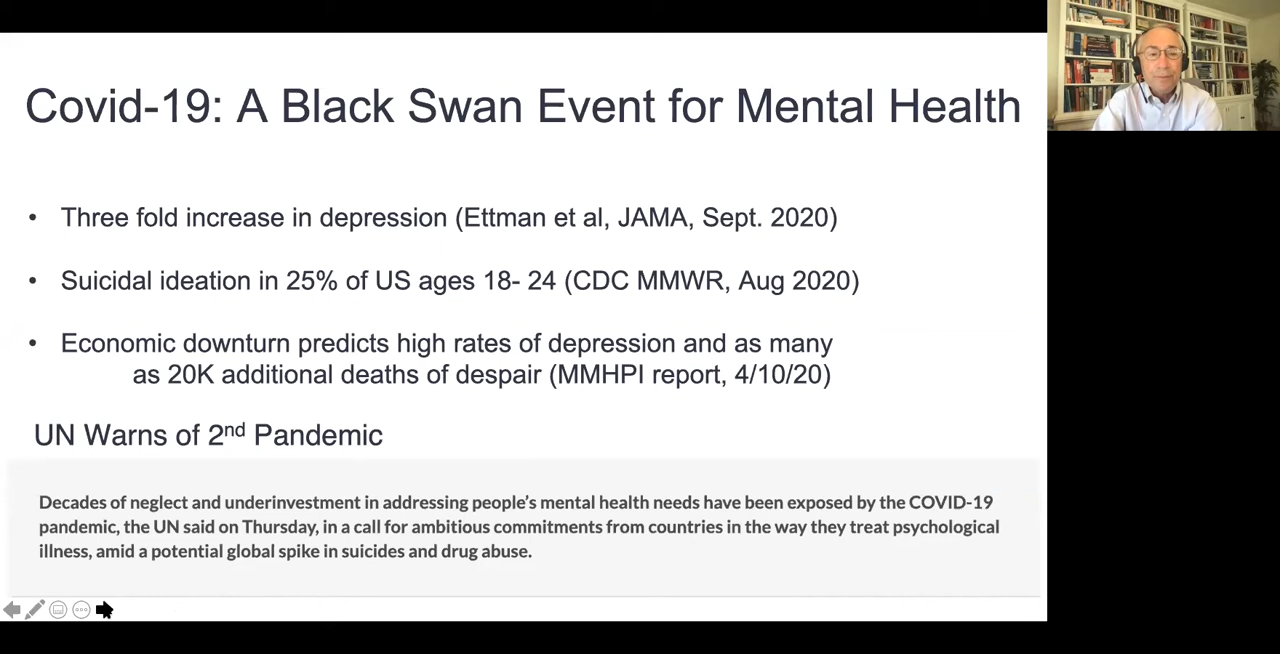 Covid-19: A Black Swan Event for Mental Health
• Three fold increase in depression (Ettman et al, JAMA, Sept. 2020)
• Suicidal ideation in 25% of US ages 18- 24 (CDC MMWR, Aug 2020)
• Economic downturn predicts high rates of depression and as many
as 20K additional deaths of despair (MMHPI report, 4/10/20)
UN Warns of 2nd Pandemic
Decades of neglect and underinvestment in addressing people’s mental health needs have been exposed by the COVID-19
pandemic, the UN said on Thursday, in a call for ambitious commitments from countries in the way they treat psychological
illness, amid a potential global spike in suicides and drug abuse.